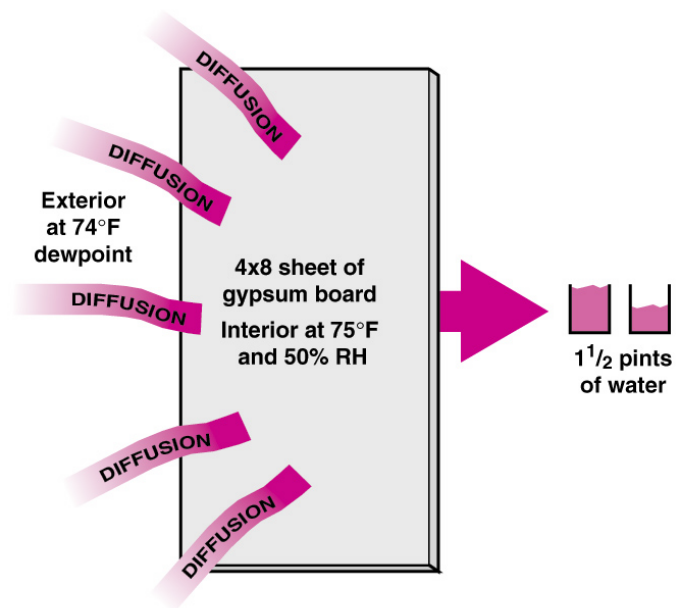 DIFFUSION
DIFFUSION
Exterior
at 74°F
dewpoint
DIFFUSION
4x8 sheet of
gypsum board
Interior at 75°F
and 50% RH
1 1/2 pints
of water
DIFFUSION
DIFFUSION